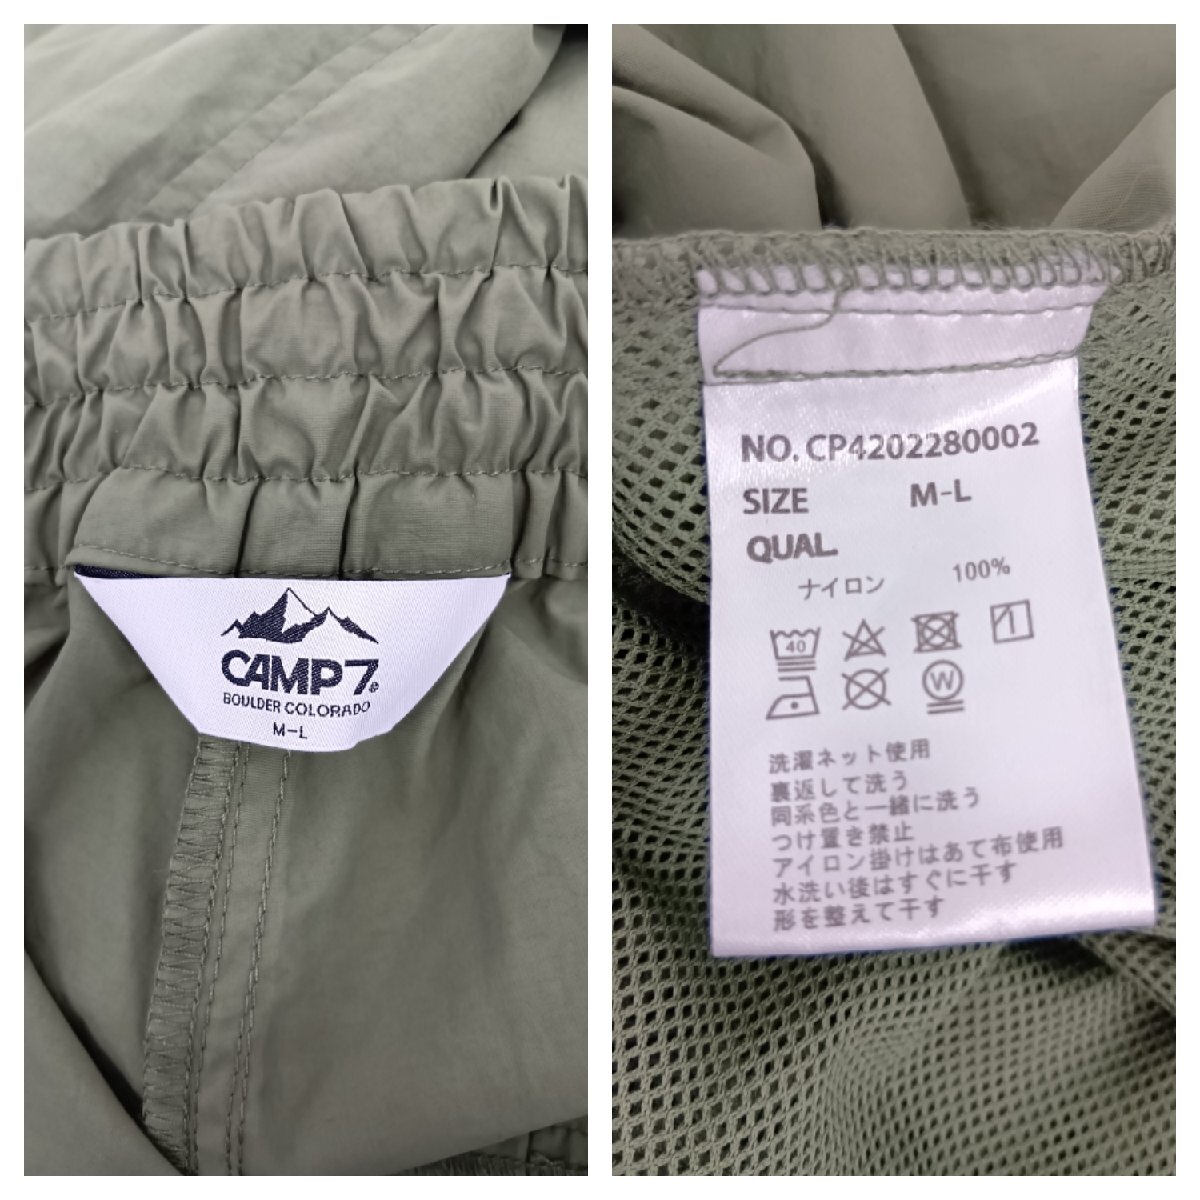 CAMP7®
BOULDER COLORADO
M-L
NO. CP4202280002
SIZE M-L
QUAL.
ナイロン 100%
40
W
洗濯ネット使用
裏返して洗う
同系色と一緒に洗う
つけ置き禁止
アイロン掛けはあて布使用
水洗い後はすぐに干す
形を整えて干す